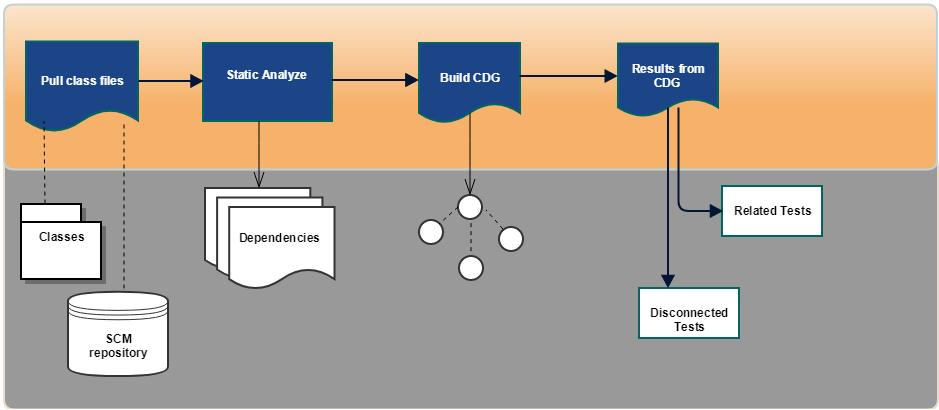 Pull class files
Static Analyze
Build CDG
Results from
CDG
Classes
Dependencies
Related Tests
SCM
repository
Disconnected
Tests